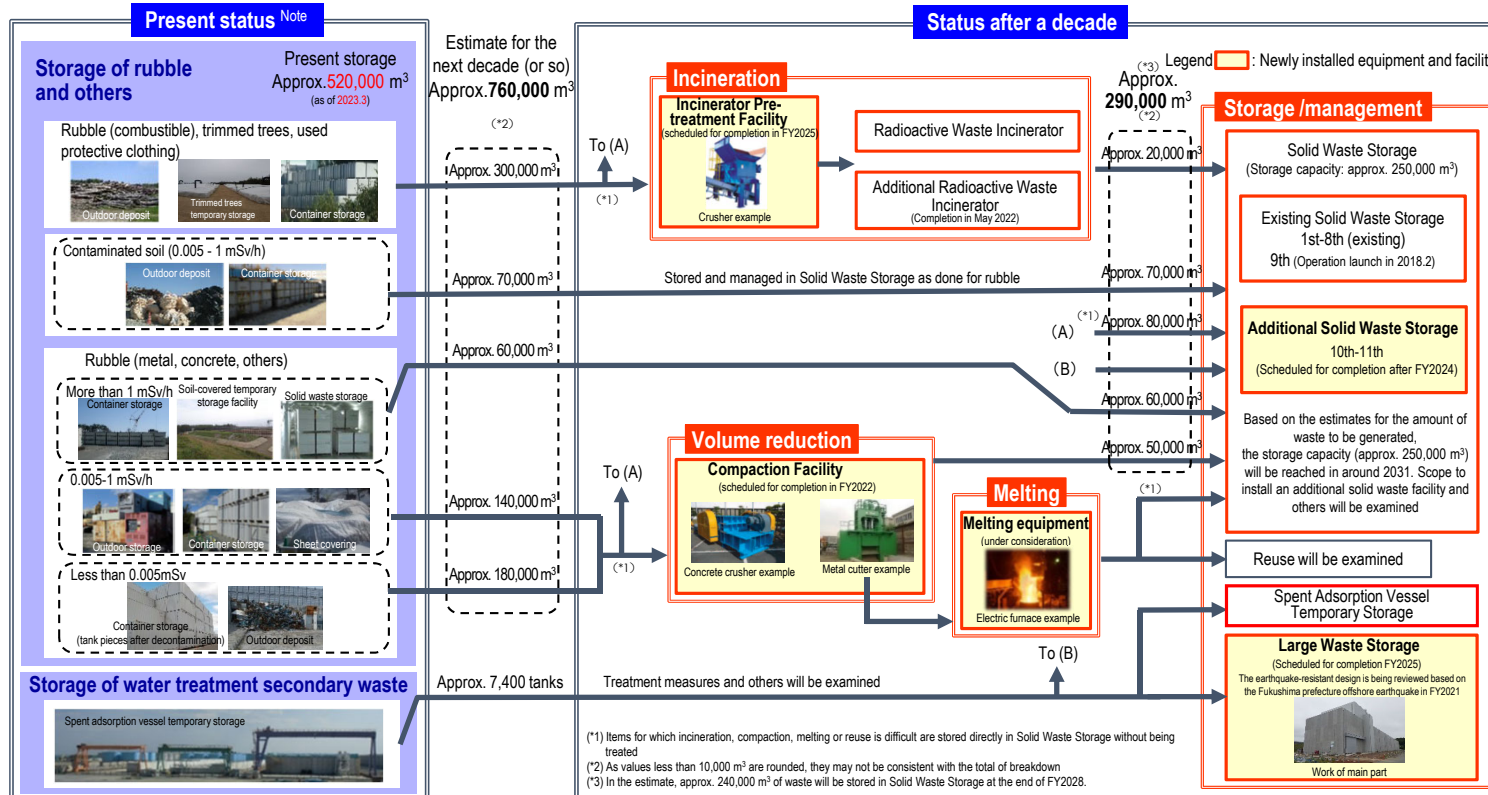 Present status Note
Storage of rubble
and others
Present storage
Approx.520,000 m³
(as of 2023.3)
Rubble (combustible), trimmed trees, used
protective clothing)
Outdoor deposit
Trimmed trees
temporary storage
Container storage
Contaminated soil (0.005 - 1 mSv/h)
Outdoor deposit
Container storage
Rubble (metal, concrete, others)
More than 1 mSv/h
Container storage
Soil-covered temporary
storage facility
Solid waste storage
0.005-1 mSv/h
Outdoor storage
Container storage
Sheet covering
Less than 0.005mSv
Container storage
(tank pieces after decontamination)
Outdoor deposit
Storage of water treatment secondary waste
Spent adsorption vessel temporary storage
Estimate for the
next decade (or so)
Approx.760,000 m³
(*2)
Approx. 300,000 m³
Approx. 70,000 m³
Approx. 60,000 m³
Approx. 140,000 m³
Approx. 180,000 m³
Approx. 7,400 tanks
Status after a decade
Legend : Newly installed equipment and facilit
To (A)
(*1)
Incineration
Incinerator Pre-
treatment Facility
(scheduled for completion in FY2025)
Crusher example
Radioactive Waste Incinerator
Additional Radioactive Waste
Incinerator
(Completion in May 2022)
Stored and managed in Solid Waste Storage as done for rubble
To (A)
(*1)
Volume reduction
Compaction Facility
(scheduled for completion in FY2022)
Concrete crusher example
Metal cutter example
Melting
Melting equipment
(under consideration)
Electric furnace example
Treatment measures and others will be examined
To (B)
(*3)
Approx.
290,000 m³
(*2)
Approx. 20,000 m³
Approx. 70,000 m³
(A)
(*1)
Approx. 80,000 m³
(B)
Approx. 60,000 m³
Approx. 50,000 m³
(*1)
Storage /management
Solid Waste Storage
(Storage capacity: approx. 250,000 m³)
Existing Solid Waste Storage
1st-8th (existing)
9th (Operation launch in 2018.2)
Additional Solid Waste Storage
10th-11th
(Scheduled for completion after FY2024)
Based on the estimates for the amount of
waste to be generated,
the storage capacity (approx. 250,000 m³)
will be reached in around 2031. Scope to
install an additional solid waste facility and
others will be examined
Reuse will be examined
Spent Adsorption Vessel
Temporary Storage
Large Waste Storage
(Scheduled for completion FY2025)
The earthquake-resistant design is being reviewed based on
the Fukushima prefecture offshore earthquake in FY2021
Work of main part
(*1) Items for which incineration, compaction, melting or reuse is difficult are stored directly in Solid Waste Storage without being
treated
(*2) As values less than 10,000 m³ are rounded, they may not be consistent with the total of breakdown
(*3) In the estimate, approx. 240,000 m³ of waste will be stored in Solid Waste Storage at the end of FY2028.